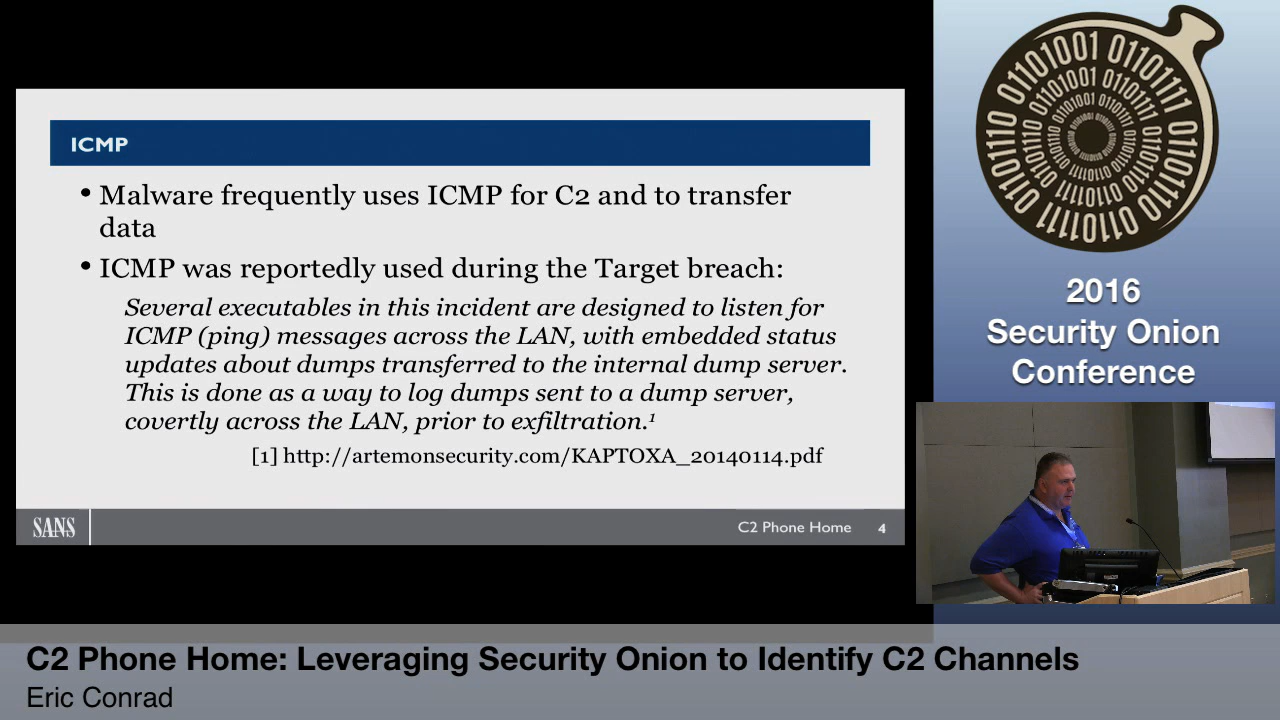 ICMP
• Malware frequently uses ICMP for C2 and to transfer
data
• ICMP was reportedly used during the Target breach:
Several executables in this incident are designed to listen for
ICMP (ping) messages across the LAN, with embedded status
updates about dumps transferred to the internal dump server.
This is done as a way to log dumps sent to a dump server,
covertly across the LAN, prior to exfiltration.¹
[1] http://artemonsecurity.com/KAPTOXA_20140114.pdf
SANS
C2 Phone Home 4
2016
Security Onion
Conference
C2 Phone Home: Leveraging Security Onion to Identify C2 Channels
Eric Conrad